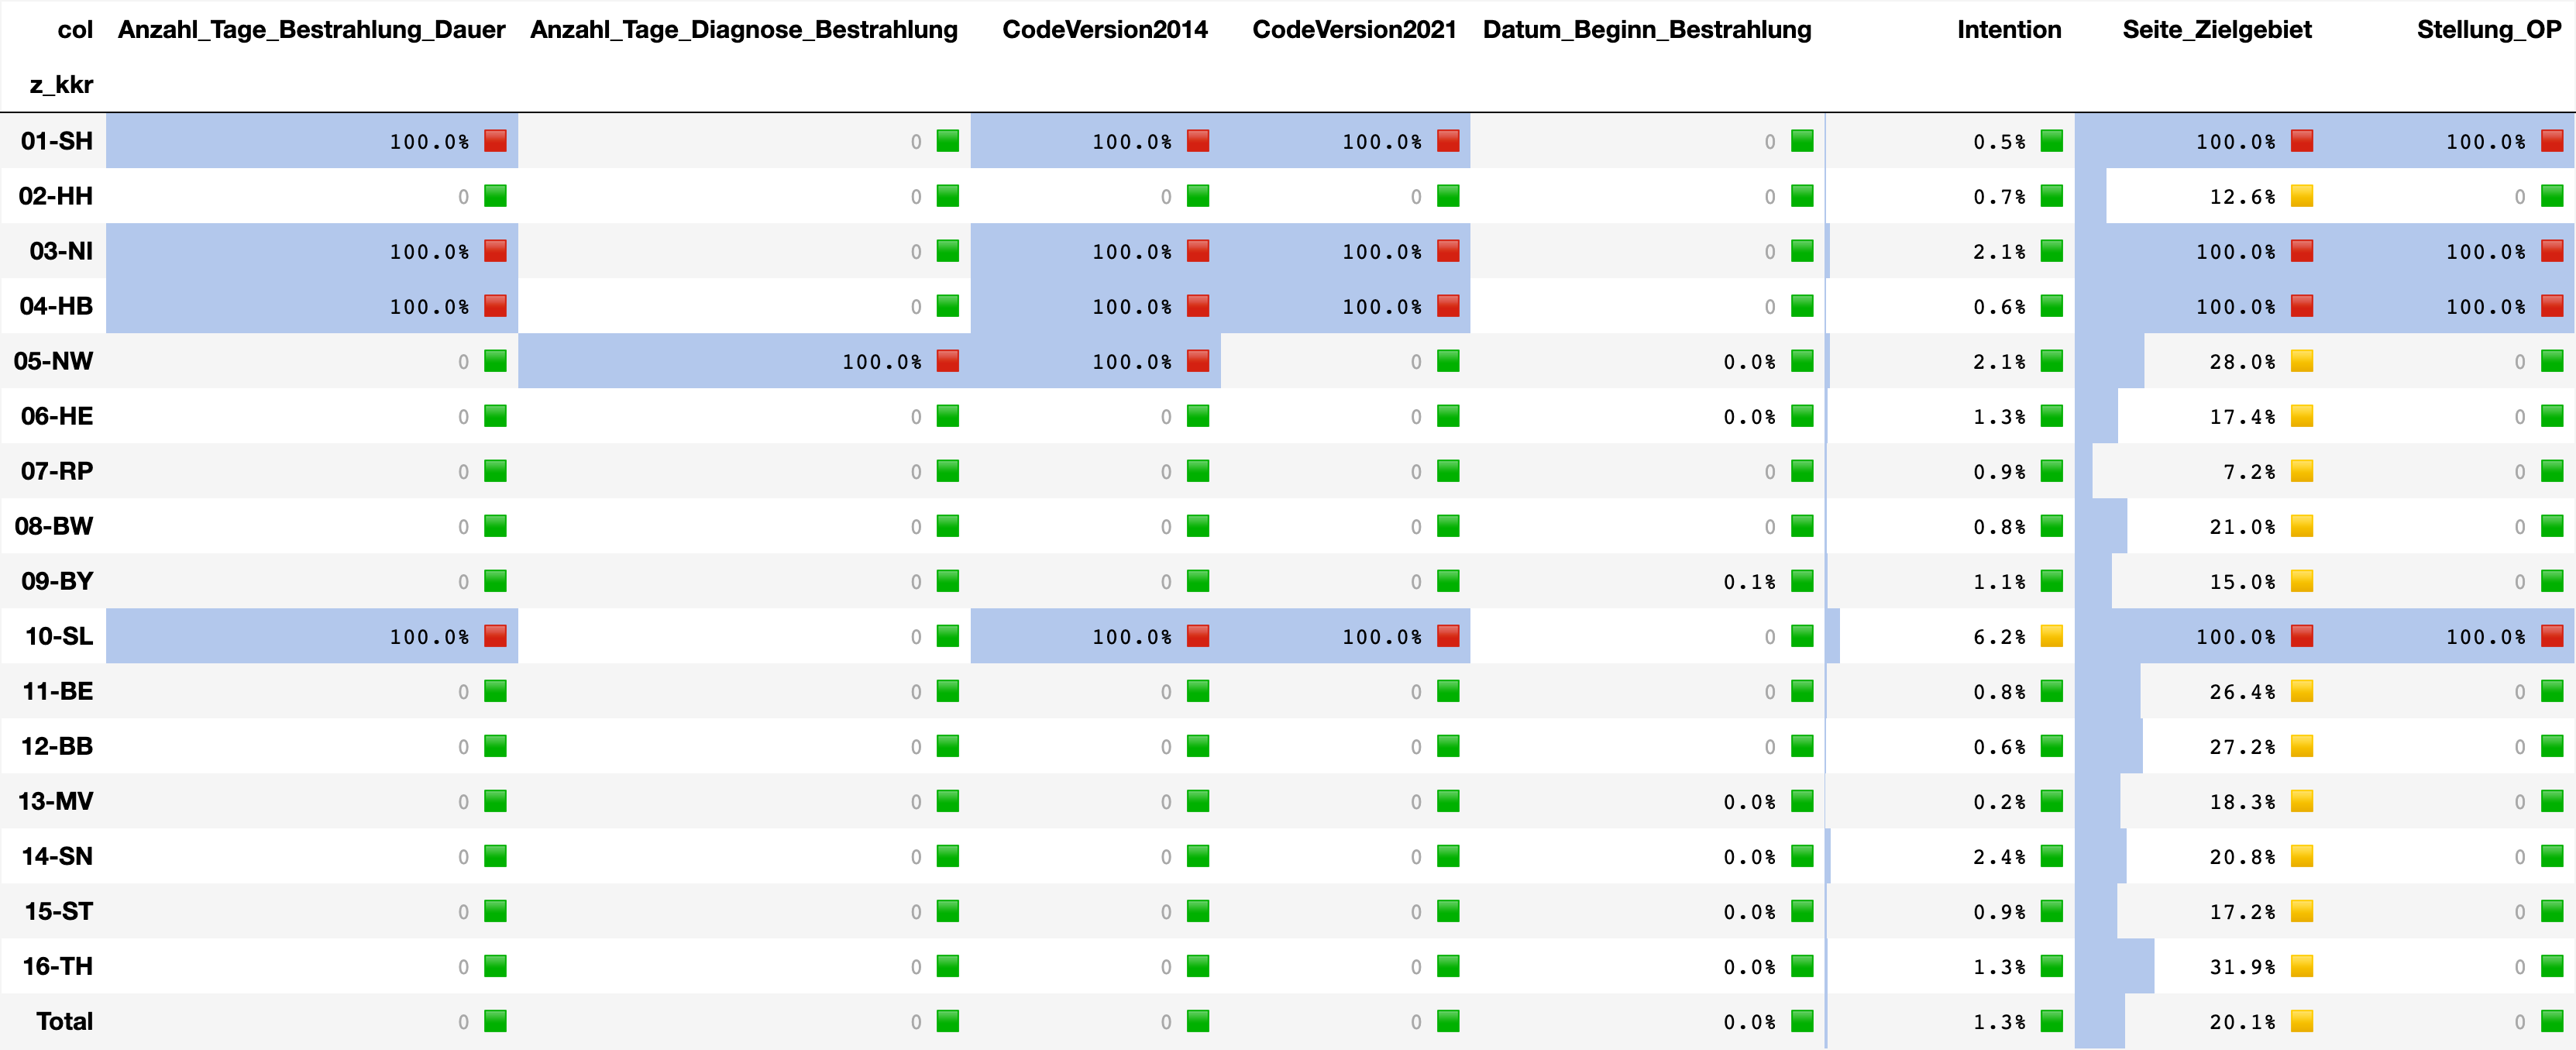 col Anzahl_Tage_Bestrahlung_Dauer Anzahl_Tage_Diagnose_Bestrahlung CodeVersion2014 CodeVersion2021 Datum_Beginn_Bestrahlung Intention Seite_Zielgebiet Stellung_OP
z_kkr
01-SH 100.0% 0 100.0% 100.0% 0 0.5% 100.0% 100.0%
02-HH 0 0 0 0 0 0.7% 12.6% 0
03-NI 100.0% 0 100.0% 100.0% 0 2.1% 100.0% 100.0%
04-HB 100.0% 0 100.0% 100.0% 0 0.6% 100.0% 100.0%
05-NW 0 100.0% 100.0% 0 0.0% 2.1% 28.0% 0
06-HE 0 0 0 0 0.0% 1.3% 17.4% 0
07-RP 0 0 0 0 0 0.9% 7.2% 0
08-BW 0 0 0 0 0 0.8% 21.0% 0
09-BY 0 0 0 0 0.1% 1.1% 15.0% 0
10-SL 100.0% 0 100.0% 100.0% 0 6.2% 100.0% 100.0%
11-BE 0 0 0 0 0 0.8% 26.4% 0
12-BB 0 0 0 0 0 0.6% 27.2% 0
13-MV 0 0 0 0 0.0% 0.2% 18.3% 0
14-SN 0 0 0 0 0.0% 2.4% 20.8% 0
15-ST 0 0 0 0 0.0% 0.9% 17.2% 0
16-TH 0 0 0 0 0.0% 1.3% 31.9% 0
Total 0 0 0 0 0.0% 1.3% 20.1% 0